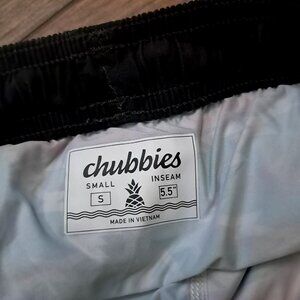 chubbies
SMALL INSEAM
S 5.5"
MADE IN VIETNAM